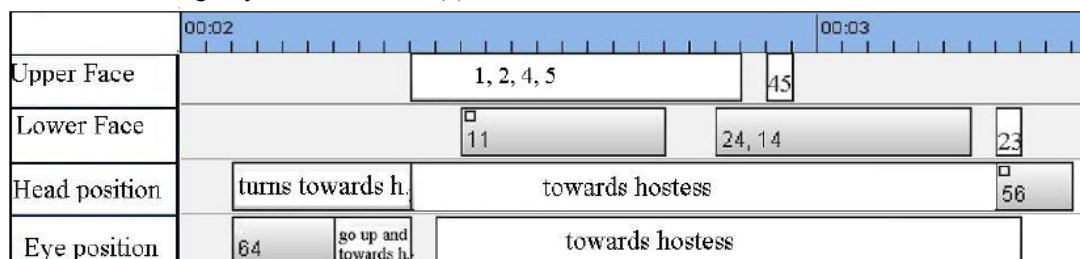 00:02 00:03
Upper Face 1, 2, 4, 5 45
Lower Face 11 24, 14 23
Head position turns towards h. towards hostess 56
Eye position 64 go up and towards h. towards hostess